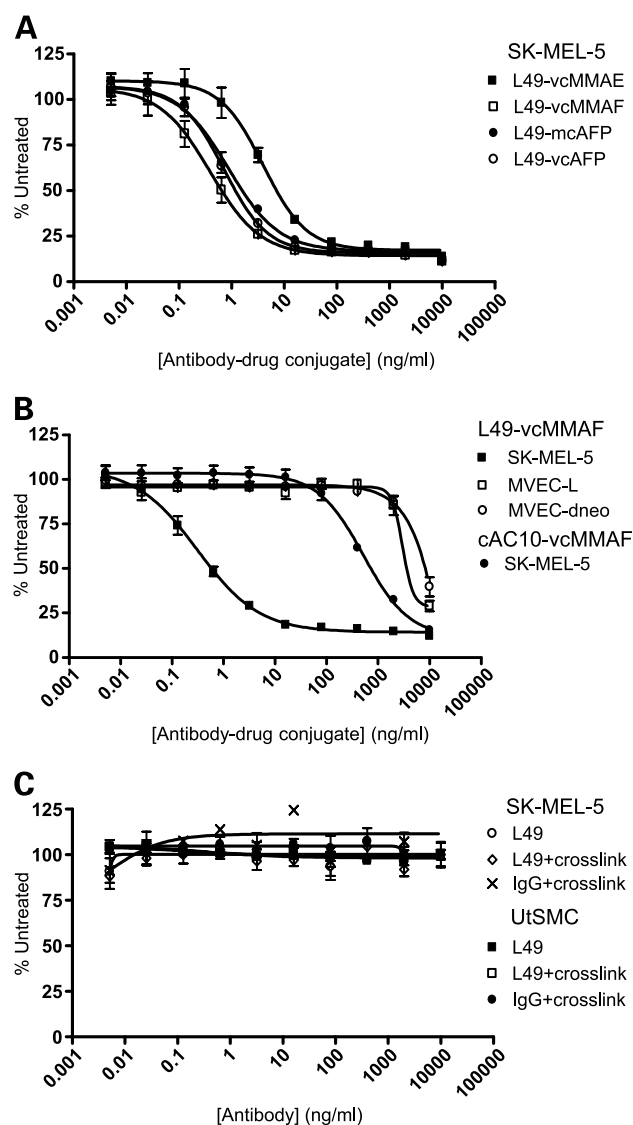 A
SK-MEL-5
L49-vcMMAE
L49-vcMMAF
L49-mcAFP
L49-vcAFP
% Untreated
125
100
75
50
25
0
0.001
0.01
0.1
1
10
100
1000
10000
100000
[Antibody-drug conjugate] (ng/ml)
B
L49-vcMMAF
SK-MEL-5
MVEC-L
MVEC-dneo
cAC10-vcMMAF
SK-MEL-5
% Untreated
125
100
75
50
25
0
0.001
0.01
0.1
1
10
100
1000
10000
100000
[Antibody-drug conjugate] (ng/ml)
C
SK-MEL-5
L49
L49+crosslink
IgG+crosslink
UtSMC
L49
L49+crosslink
IgG+crosslink
% Untreated
125
100
75
50
25
0
0.001
0.01
0.1
1
10
100
1000
10000
100000
[Antibody] (ng/ml)